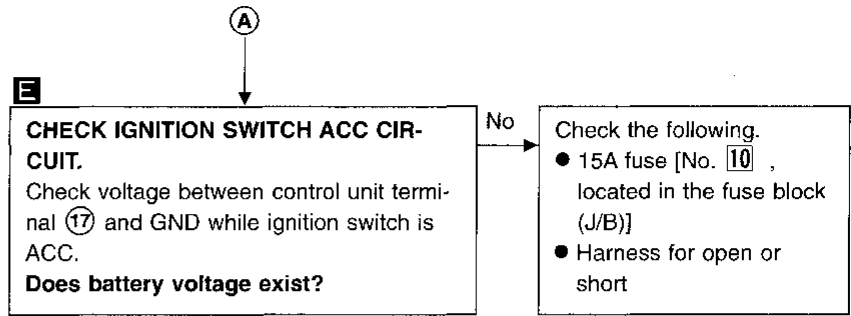 A
E
CHECK IGNITION SWITCH ACC CIR-
CUIT.
Check voltage between control unit termi-
nal 17 and GND while ignition switch is
ACC.
Does battery voltage exist?
No
Check the following.
● 15A fuse [No. 10 ,
located in the fuse block
(J/B)]
● Harness for open or
short